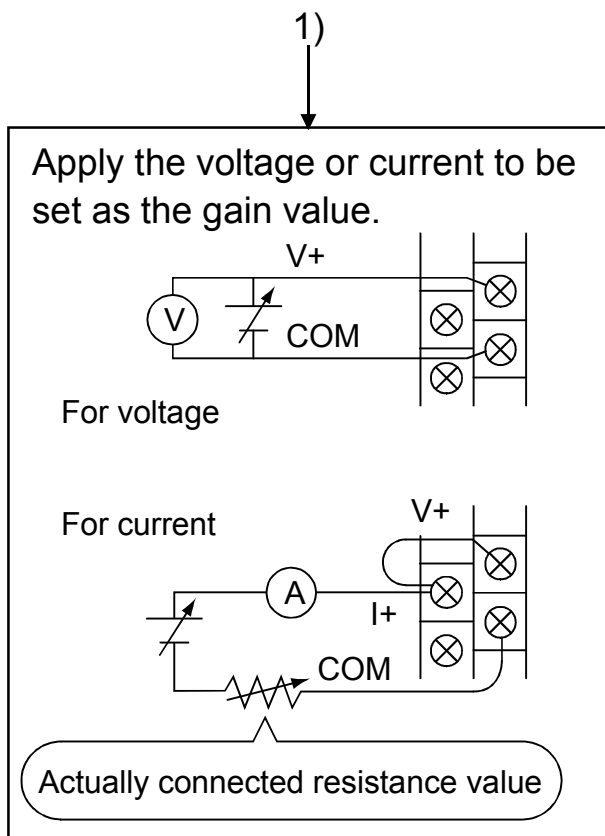 1)
Apply the voltage or current to be
set as the gain value.
V+
V
COM
For voltage
For current
V+
A
I+
COM
Actually connected resistance value